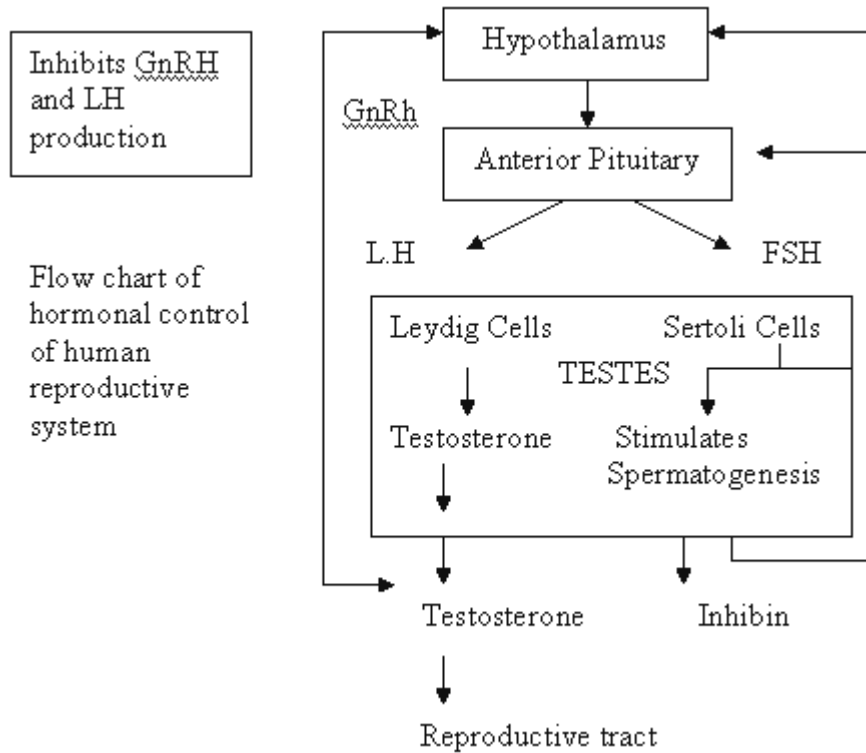 Hypothalamus
Inhibits GnRH
and LH
production
GnRh
Anterior Pituitary
L.H
FSH
Flow chart of
hormonal control
of human
reproductive
system
Leydig Cells
Sertoli Cells
TESTES
Testosterone
Stimulates
Spermatogenesis
Testosterone
Inhibin
Reproductive tract